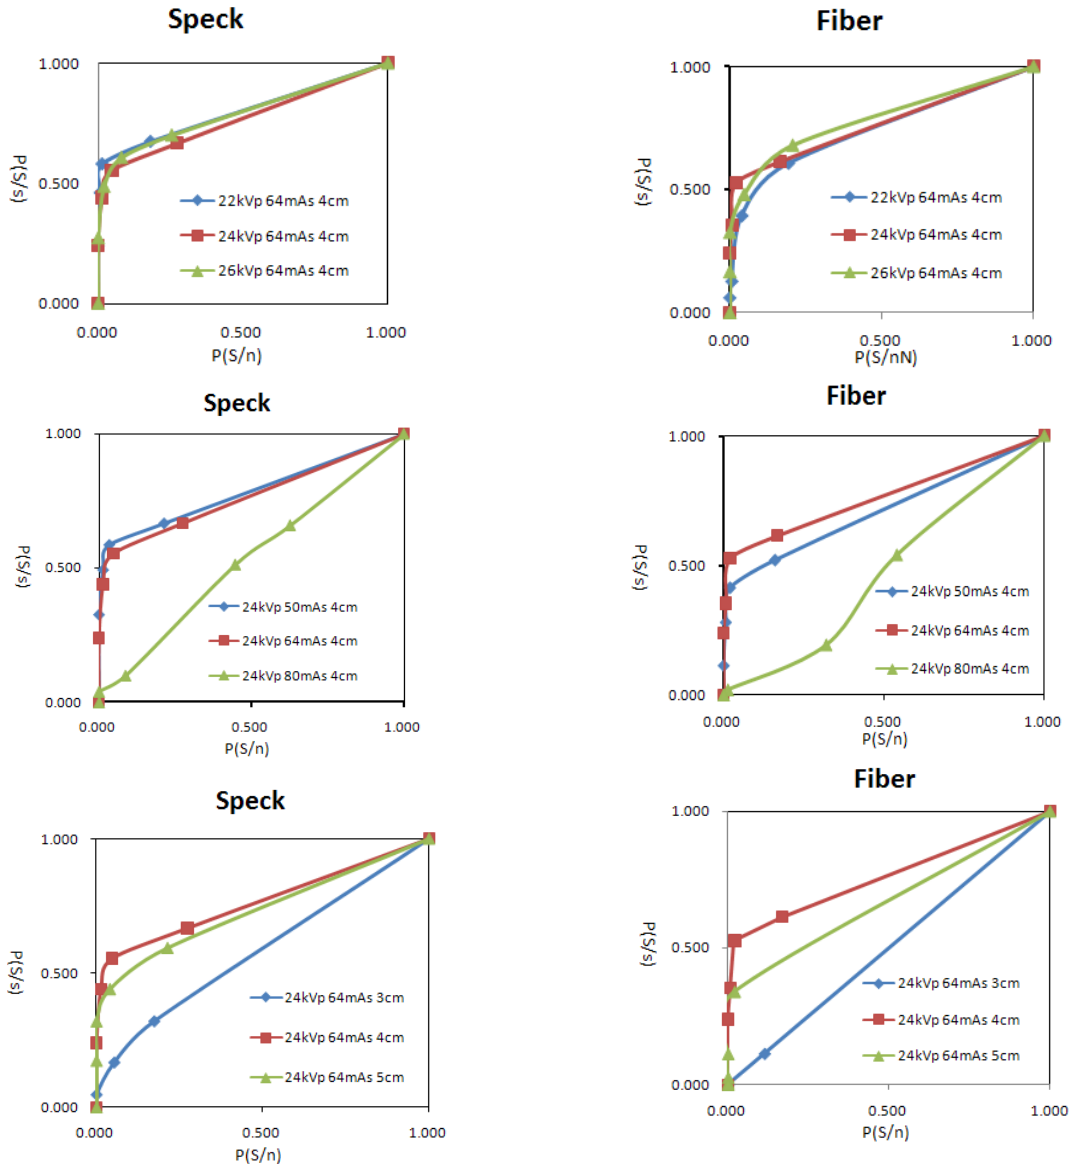 Speck
1.000
0.500
0.000
P(S/s)
22kVp 64mAs 4cm
24kVp 64mAs 4cm
26kVp 64mAs 4cm
0.000 0.500 1.000
P(S/n)
Fiber
1.000
0.500
0.000
P(S/s)
22kVp 64mAs 4cm
24kVp 64mAs 4cm
26kVp 64mAs 4cm
0.000 0.500 1.000
P(S/nN)
Speck
1.000
0.500
0.000
P(S/s)
24kVp 50mAs 4cm
24kVp 64mAs 4cm
24kVp 80mAs 4cm
0.000 0.500 1.000
P(S/n)
Fiber
1.000
0.500
0.000
P(S/s)
24kVp 50mAs 4cm
24kVp 64mAs 4cm
24kVp 80mAs 4cm
0.000 0.500 1.000
P(S/n)
Speck
1.000
0.500
0.000
P(S/s)
24kVp 64mAs 3cm
24kVp 64mAs 4cm
24kVp 64mAs 5cm
0.000 0.500 1.000
P(S/n)
Fiber
1.000
0.500
0.000
P(S/s)
24kVp 64mAs 3cm
24kVp 64mAs 4cm
24kVp 64mAs 5cm
0.000 0.500 1.000
P(S/n)